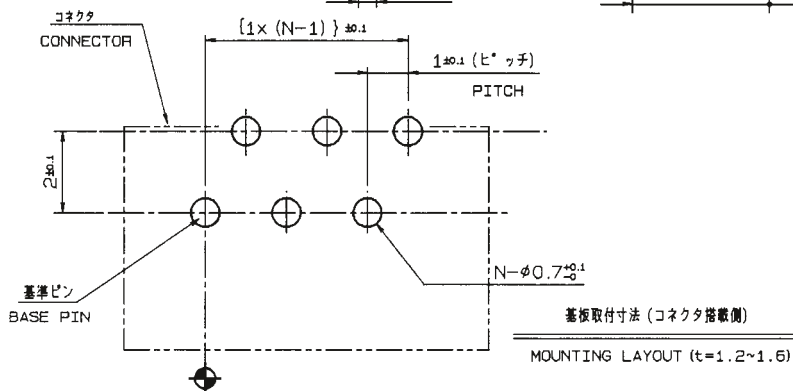 コネクタ
CONNECTOR
{1×(N-1)}±0.1
1±0.1(ピッチ)
PITCH
2±0.1
N-φ0.7+0.1 -0
基準ピン
BASE PIN
基板取付寸法(コネクタ搭載側)
MOUNTING LAYOUT (t=1.2~1.6)